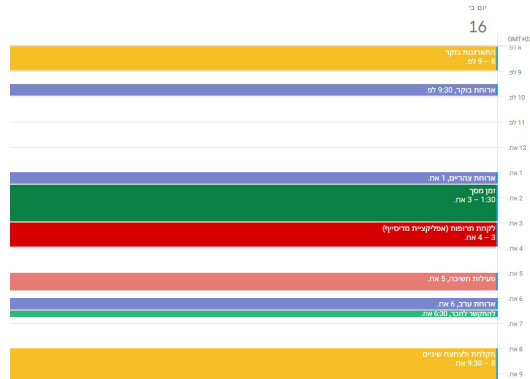 יום ב׳
16
GMT+02
8 לפ.
התארגנות בוקר
8 – 9 לפ.
9 לפ.
ארוחת בוקר, 9:30 לפ.
10 לפ.
11 לפ.
12 אח.
1 אח.
ארוחת צהריים, 1 אח.
זמן מסך
1:30 – 3 אח.
2 אח.
3 אח.
לקחת תרופות (אפליקציית מדיסייף)
3 – 4 אח.
4 אח.
5 אח.
פעילות חשיבה, 5 אח.
6 אח.
ארוחת ערב, 6 אח.
להתקשר לחבר, 6:30 אח.
7 אח.
8 אח.
מקלחת ולצחצח שיניים
8 – 9:30 אח.
9 אח.